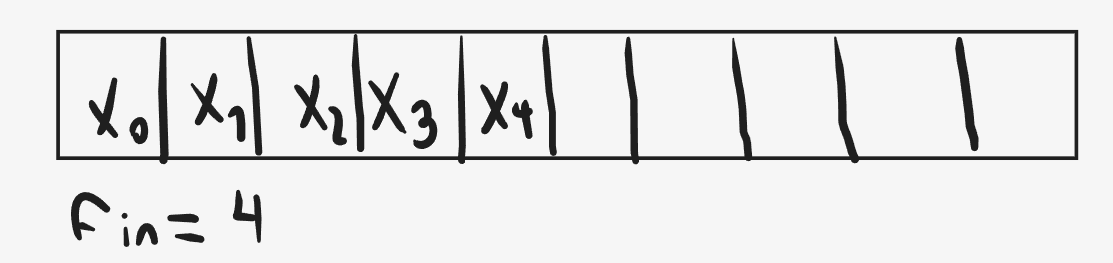 x₀ x₁ x₂ x₃ x₄
Fin = 4